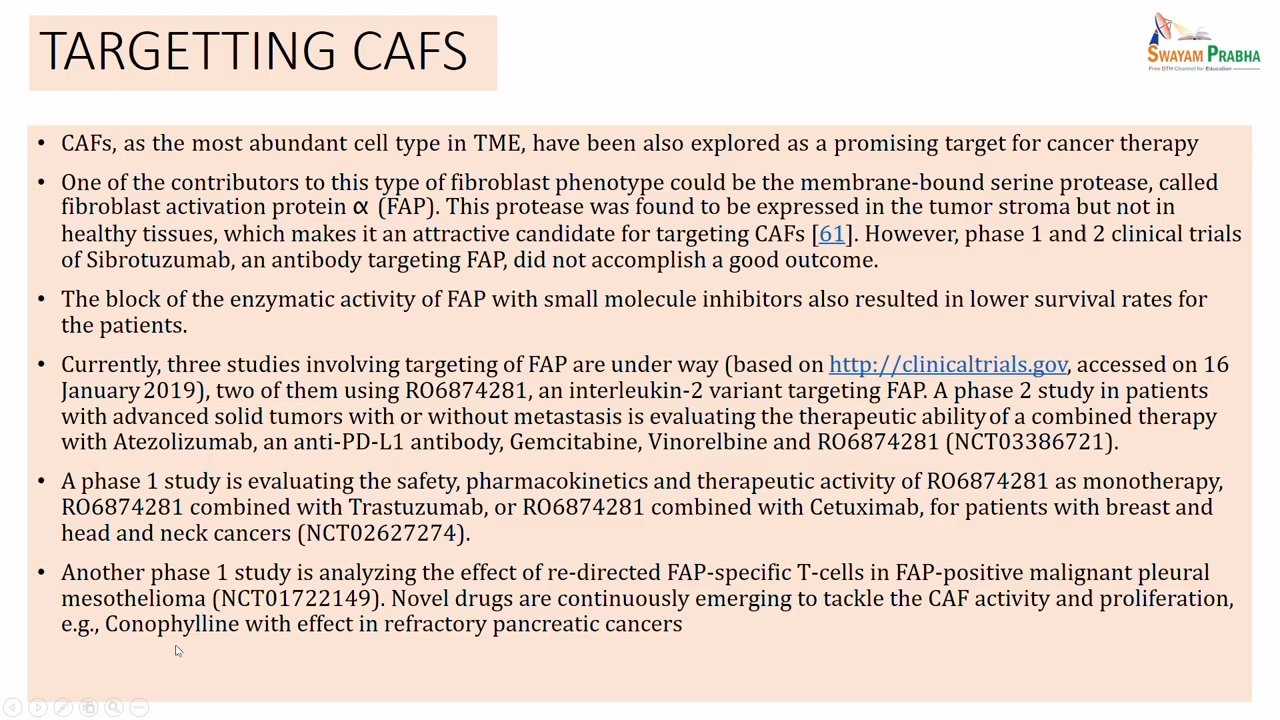 TARGETTING CAFS
SWAYAM PRABHA
Free DTH Channel for Education
• CAFs, as the most abundant cell type in TME, have been also explored as a promising target for cancer therapy
• One of the contributors to this type of fibroblast phenotype could be the membrane-bound serine protease, called
fibroblast activation protein α (FAP). This protease was found to be expressed in the tumor stroma but not in
healthy tissues, which makes it an attractive candidate for targeting CAFs [61]. However, phase 1 and 2 clinical trials
of Sibrotuzumab, an antibody targeting FAP, did not accomplish a good outcome.
• The block of the enzymatic activity of FAP with small molecule inhibitors also resulted in lower survival rates for
the patients.
• Currently, three studies involving targeting of FAP are under way (based on http://clinicaltrials.gov, accessed on 16
January 2019), two of them using RO6874281, an interleukin-2 variant targeting FAP. A phase 2 study in patients
with advanced solid tumors with or without metastasis is evaluating the therapeutic ability of a combined therapy
with Atezolizumab, an anti-PD-L1 antibody, Gemcitabine, Vinorelbine and RO6874281 (NCT03386721).
• A phase 1 study is evaluating the safety, pharmacokinetics and therapeutic activity of RO6874281 as monotherapy,
RO6874281 combined with Trastuzumab, or RO6874281 combined with Cetuximab, for patients with breast and
head and neck cancers (NCT02627274).
• Another phase 1 study is analyzing the effect of re-directed FAP-specific T-cells in FAP-positive malignant pleural
mesothelioma (NCT01722149). Novel drugs are continuously emerging to tackle the CAF activity and proliferation,
e.g., Conophylline with effect in refractory pancreatic cancers